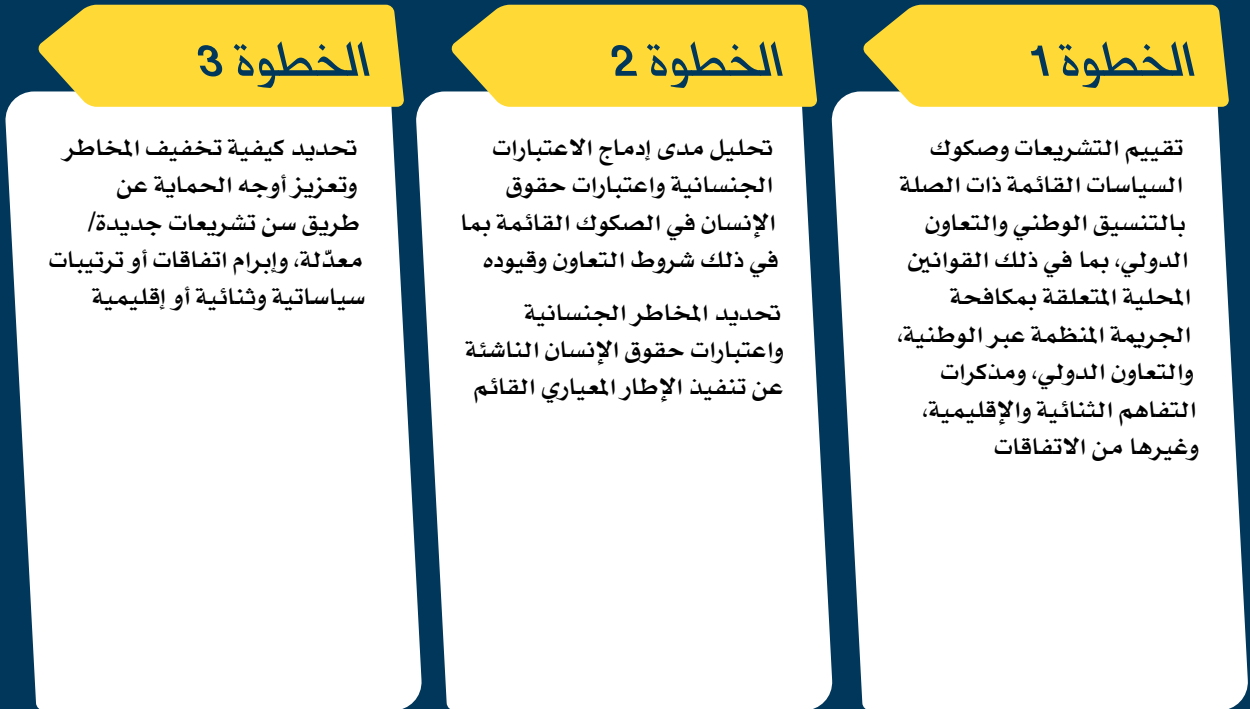 الخطوة 1
تقييم التشريعات وصكوك
السياسات القائمة ذات الصلة
بالتنسيق الوطني والتعاون
الدولي، بما في ذلك القوانين
المحلية المتعلقة بمكافحة
الجريمة المنظمة عبر الوطنية،
والتعاون الدولي، ومذكرات
التفاهم الثنائية والإقليمية،
وغيرها من الاتفاقات
الخطوة 2
تحليل مدى إدماج الاعتبارات
الجنسانية واعتبارات حقوق
الإنسان في الصكوك القائمة بما
في ذلك شروط التعاون وقيوده
تحديد المخاطر الجنسانية
واعتبارات حقوق الإنسان الناشئة
عن تنفيذ الإطار المعياري القائم
الخطوة 3
تحديد كيفية تخفيف المخاطر
وتعزيز أوجه الحماية عن
طريق سن تشريعات جديدة/
معدّلة، وإبرام اتفاقات أو ترتيبات
سياساتية وثنائية أو إقليمية